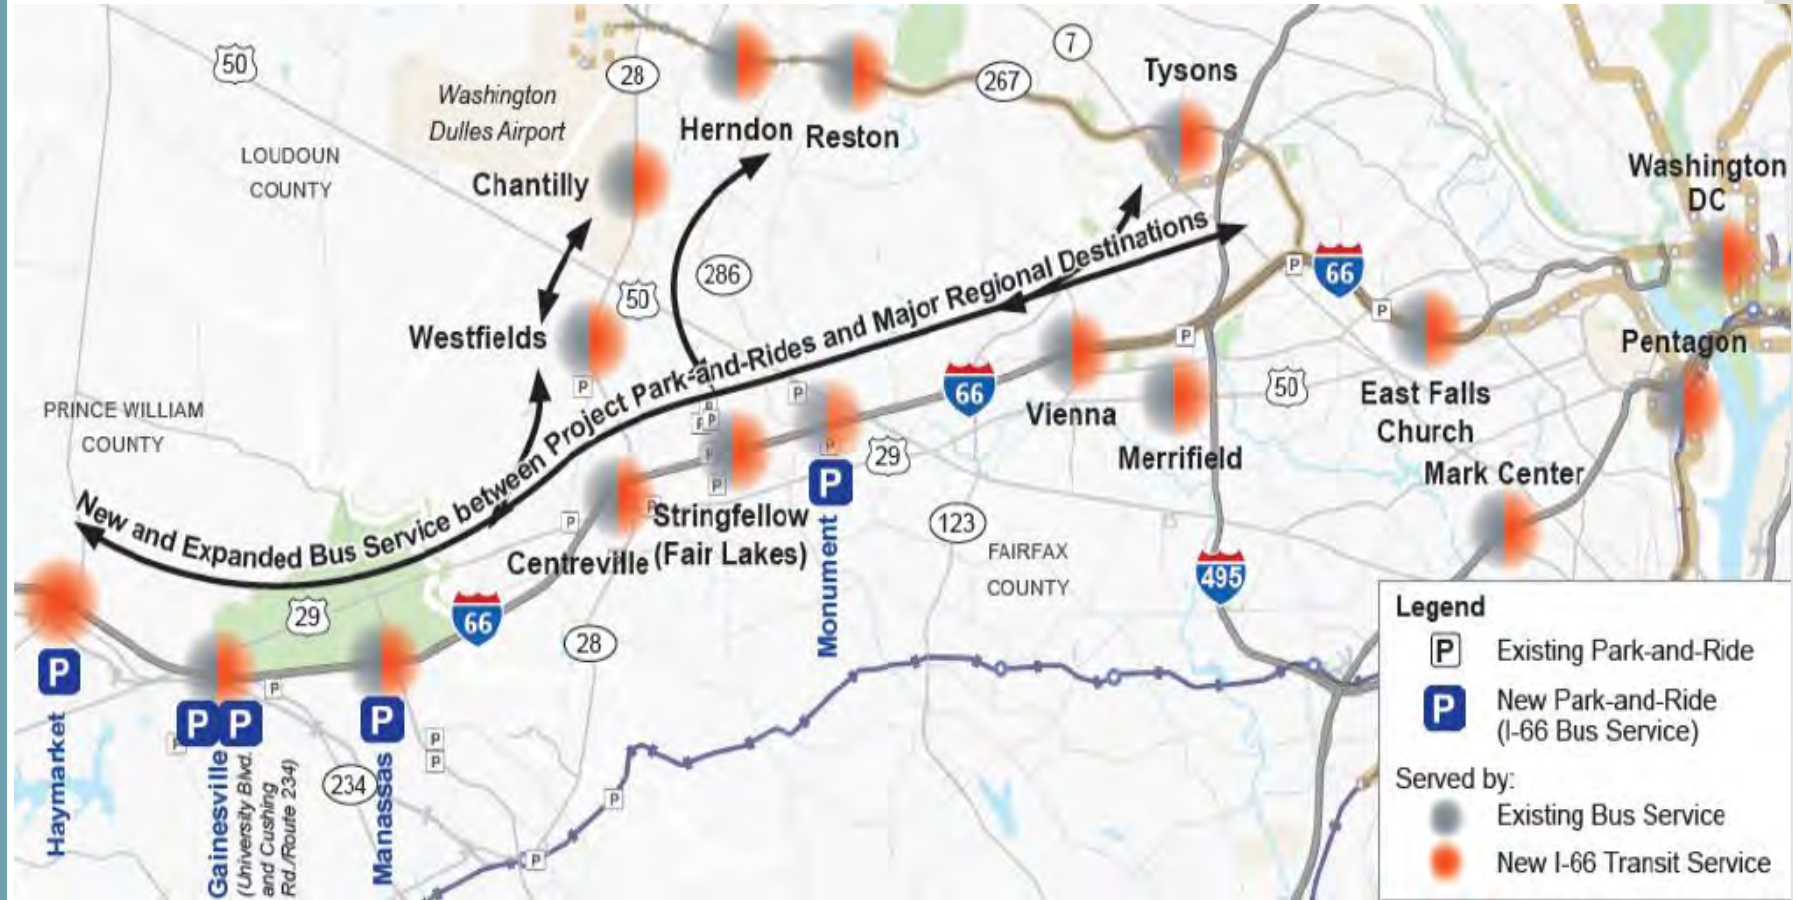 50
28
7
267
Tysons
Washington
Dulles Airport
Herndon
Reston
LOUDOUN
COUNTY
Chantilly
Washington
DC
286
50
66
P
P
Westfields
P
P
Pentagon
New and Expanded Bus Service between Project Park-and-Rides and Major Regional Destinations
PRINCE WILLIAM
COUNTY
P
P
P
66
50
Vienna
East Falls
Church
Merrifield
29
Mark Center
P
P
P
P
P
P
P
Stringfellow
(Fair Lakes)
Centreville
123
FAIRFAX
COUNTY
Monument
495
29
66
28
P
P
P
P
P
P
P
P
P
234
Haymarket
Gainesville
(University Blvd.
and Cushing
Rd./Route 234)
Manassas
P
P
Legend
P Existing Park-and-Ride
P New Park-and-Ride
(I-66 Bus Service)
Served by:
Existing Bus Service
New I-66 Transit Service